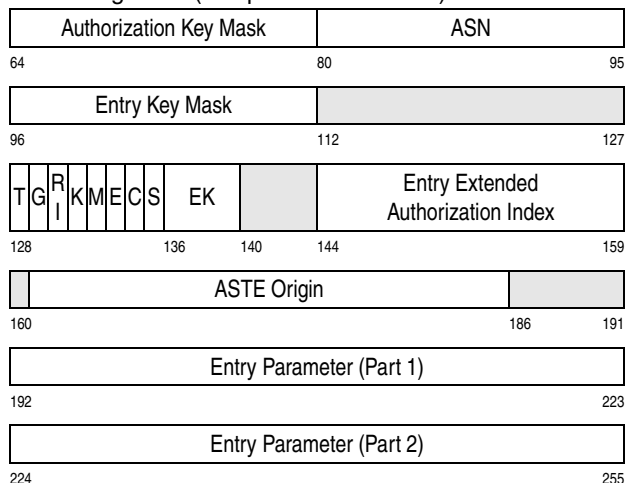 Authorization Key Mask ASN
64 80 95
Entry Key Mask
96 112 127
T G R I K M E C S EK Entry Extended Authorization Index
128 136 140 144 159
ASTE Origin
160 186 191
Entry Parameter (Part 1)
192 223
Entry Parameter (Part 2)
224 255